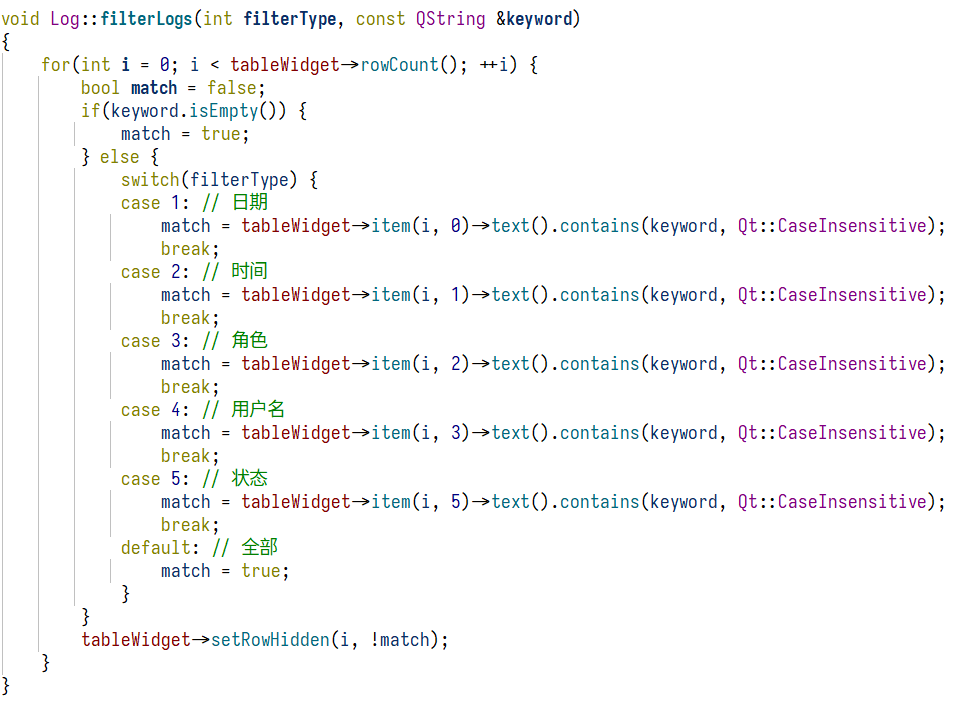 void Log::filterLogs(int filterType, const QString &keyword)
{
    for(int i = 0; i < tableWidget->rowCount(); ++i) {
        bool match = false;
        if(keyword.isEmpty()) {
            match = true;
        } else {
            switch(filterType) {
            case 1: // 日期
                match = tableWidget->item(i, 0)->text().contains(keyword, Qt::CaseInsensitive);
                break;
            case 2: // 时间
                match = tableWidget->item(i, 1)->text().contains(keyword, Qt::CaseInsensitive);
                break;
            case 3: // 角色
                match = tableWidget->item(i, 2)->text().contains(keyword, Qt::CaseInsensitive);
                break;
            case 4: // 用户名
                match = tableWidget->item(i, 3)->text().contains(keyword, Qt::CaseInsensitive);
                break;
            case 5: // 状态
                match = tableWidget->item(i, 5)->text().contains(keyword, Qt::CaseInsensitive);
                break;
            default: // 全部
                match = true;
            }
        }
        tableWidget->setRowHidden(i, !match);
    }
}